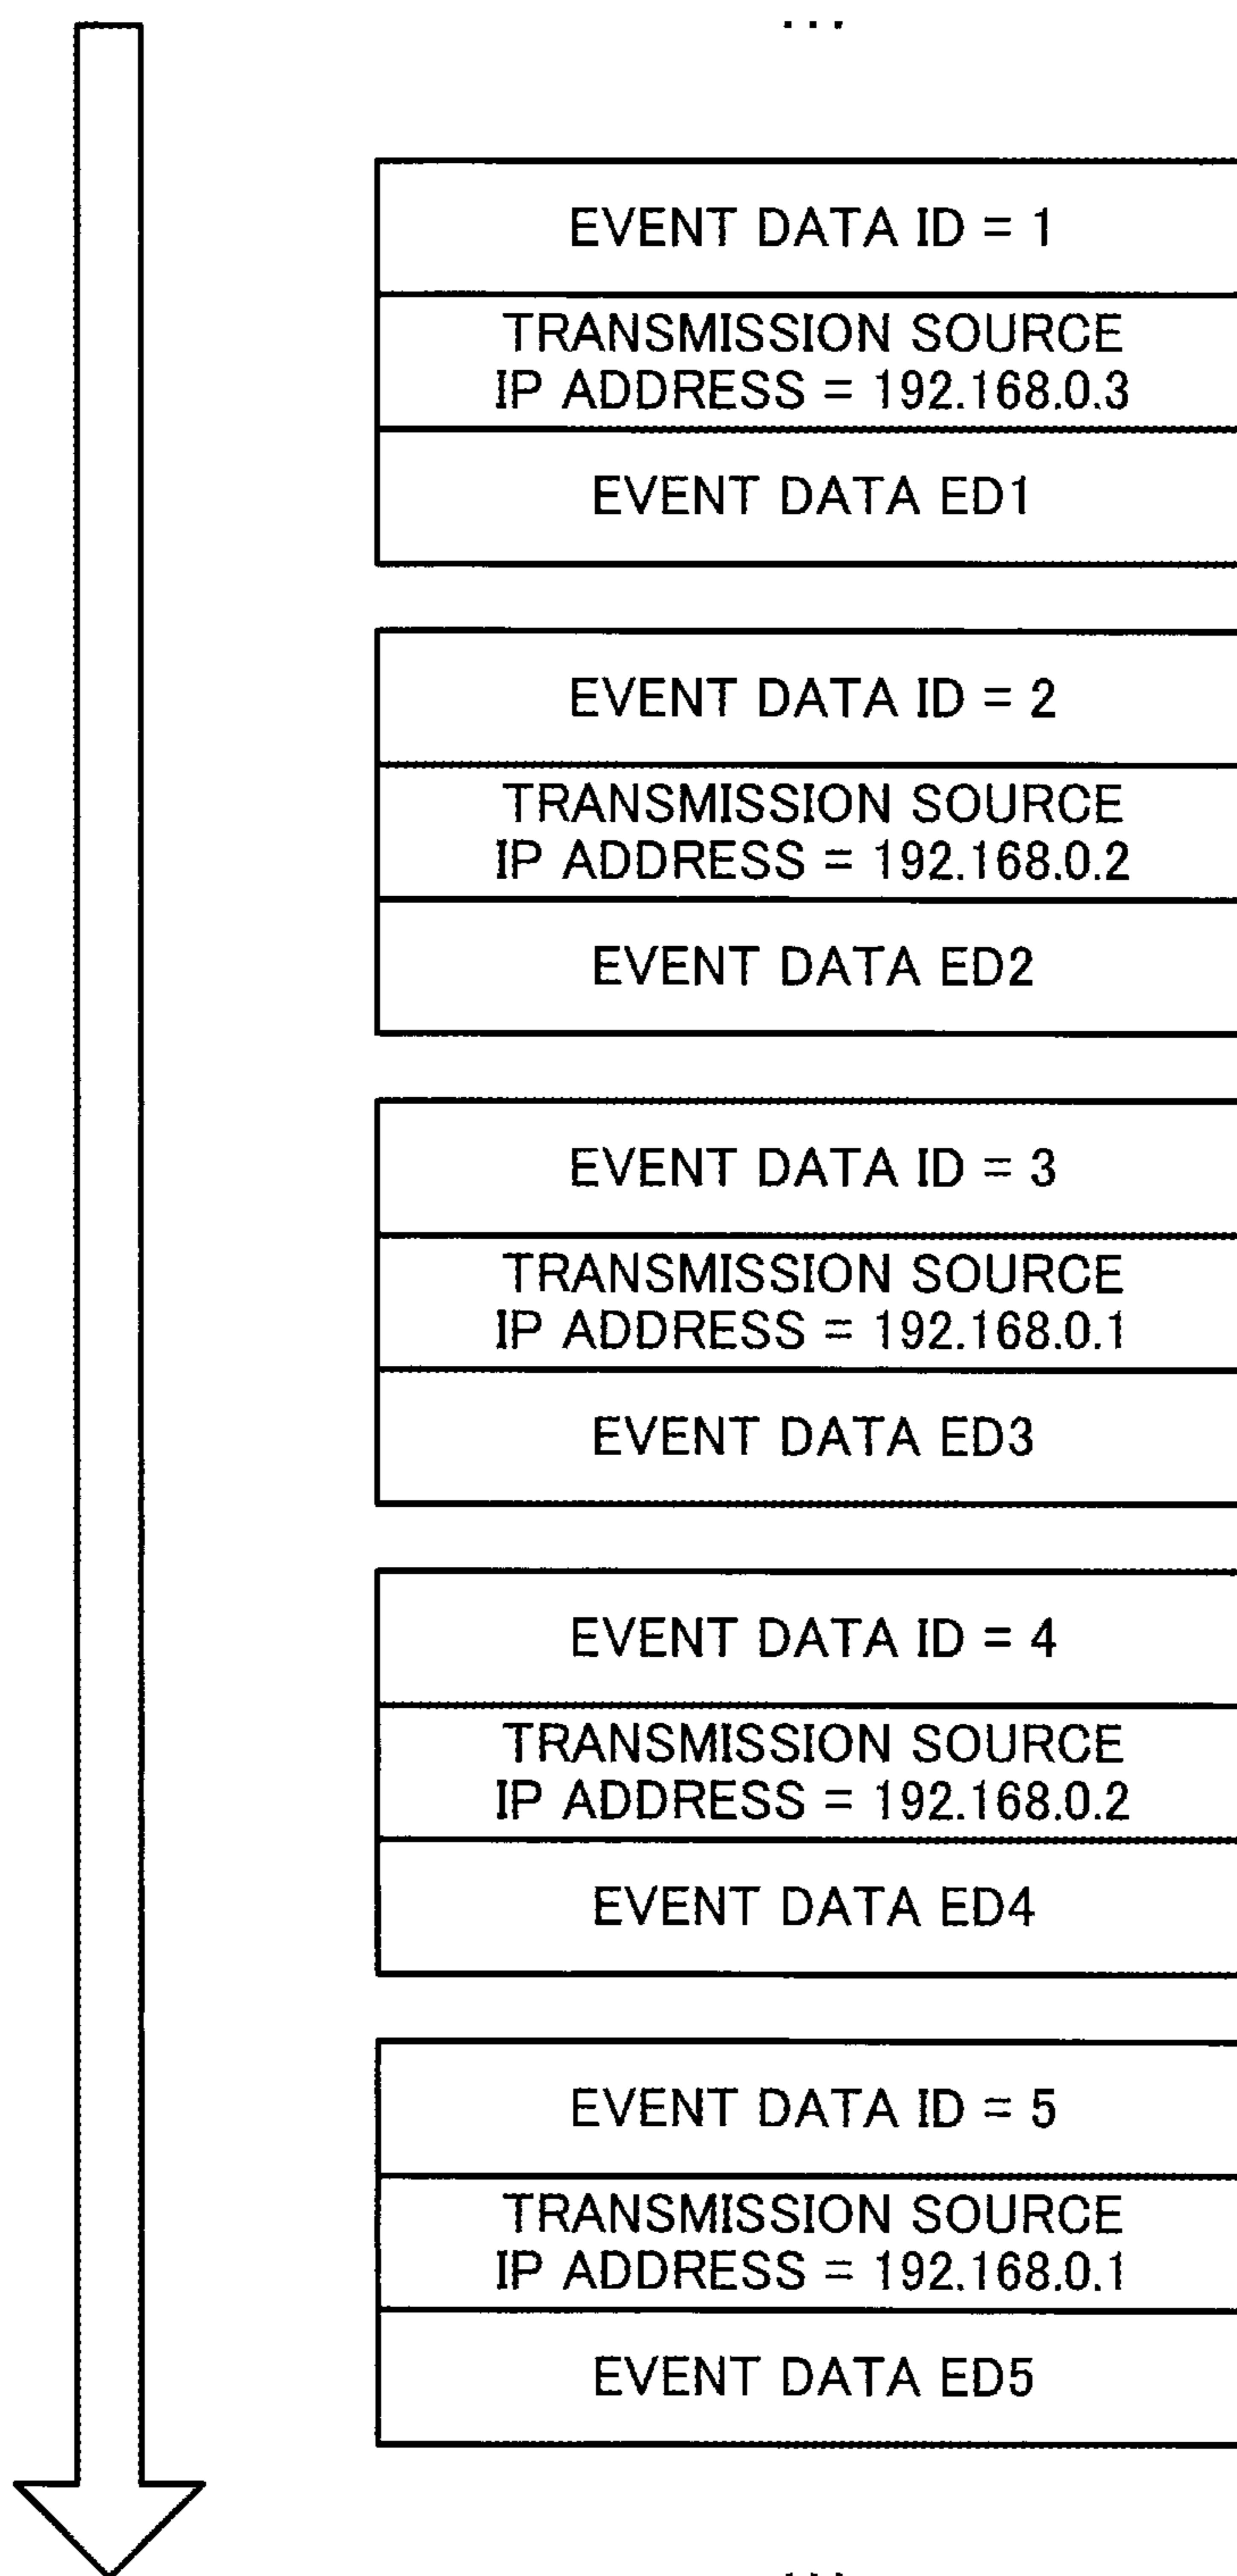 ...
EVENT DATA ID = 1
TRANSMISSION SOURCE
IP ADDRESS = 192.168.0.3
EVENT DATA ED1
EVENT DATA ID = 2
TRANSMISSION SOURCE
IP ADDRESS = 192.168.0.2
EVENT DATA ED2
EVENT DATA ID = 3
TRANSMISSION SOURCE
IP ADDRESS = 192.168.0.1
EVENT DATA ED3
EVENT DATA ID = 4
TRANSMISSION SOURCE
IP ADDRESS = 192.168.0.2
EVENT DATA ED4
EVENT DATA ID = 5
TRANSMISSION SOURCE
IP ADDRESS = 192.168.0.1
EVENT DATA ED5
...